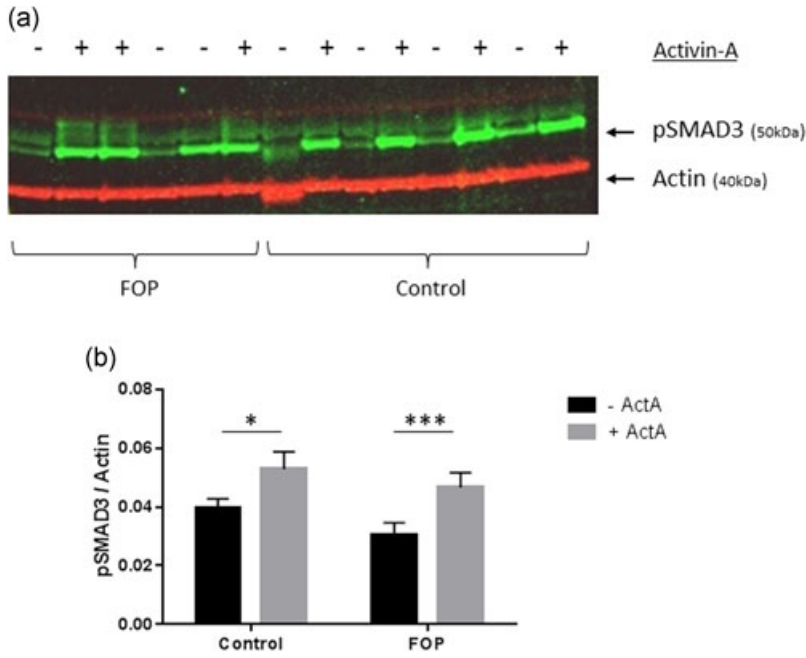 (a)
- + + - - + - + - + - + - + Activin-A
pSMAD3 (50kDa)
Actin (40kDa)
FOP Control
(b)
0.08
0.06
0.04
0.02
0.00
pSMAD3 / Actin
* ***
Control FOP
- ActA
+ ActA